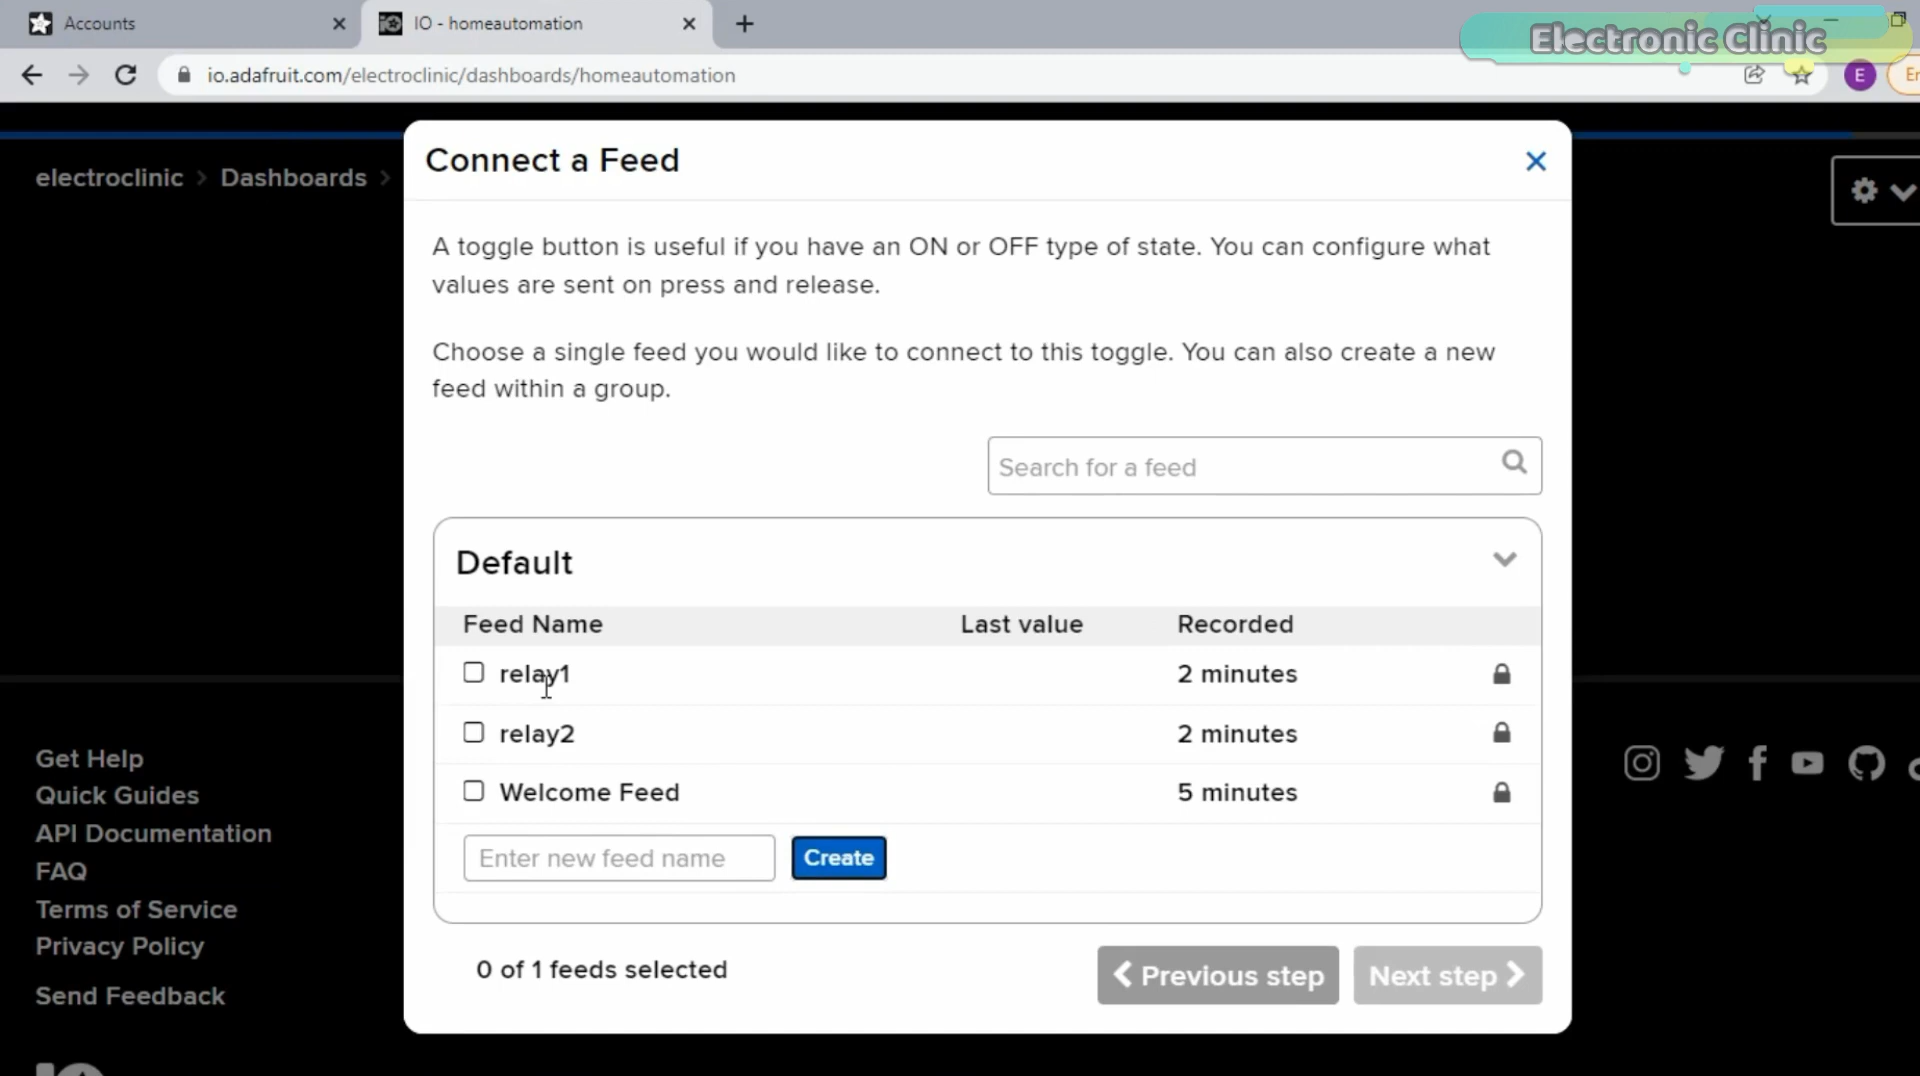 Accounts
IO - homeautomation
Electronic Clinic
io.adafruit.com/electroclinic/dashboards/homeautomation
E
Connect a Feed
electroclinic > Dashboards >
A toggle button is useful if you have an ON or OFF type of state. You can configure what
values are sent on press and release.
Choose a single feed you would like to connect to this toggle. You can also create a new
feed within a group.
Search for a feed
Default
Feed Name Last value Recorded
relay1 2 minutes
relay2 2 minutes
Welcome Feed 5 minutes
Enter new feed name Create
0 of 1 feeds selected
Previous step Next step
Get Help
Quick Guides
API Documentation
FAQ
Terms of Service
Privacy Policy
Send Feedback